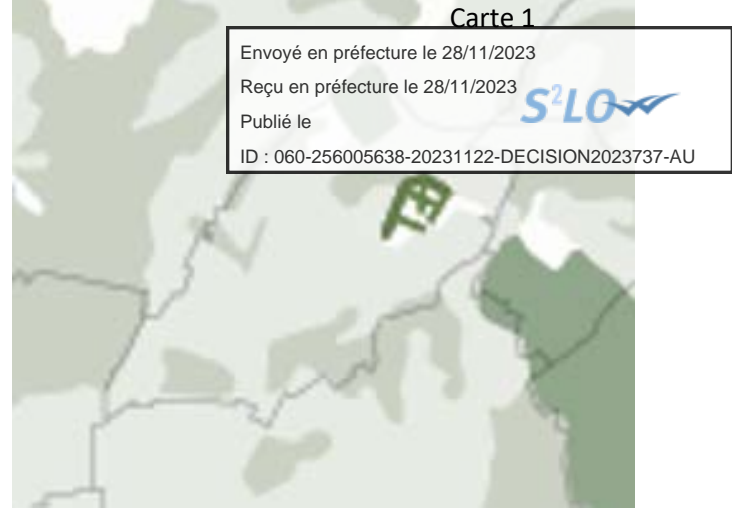 Carte 1
Envoyé en préfecture le 28/11/2023
Reçu en préfecture le 28/11/2023
S²LO
Publié le
ID : 060-256005638-20231122-DECISION2023737-AU